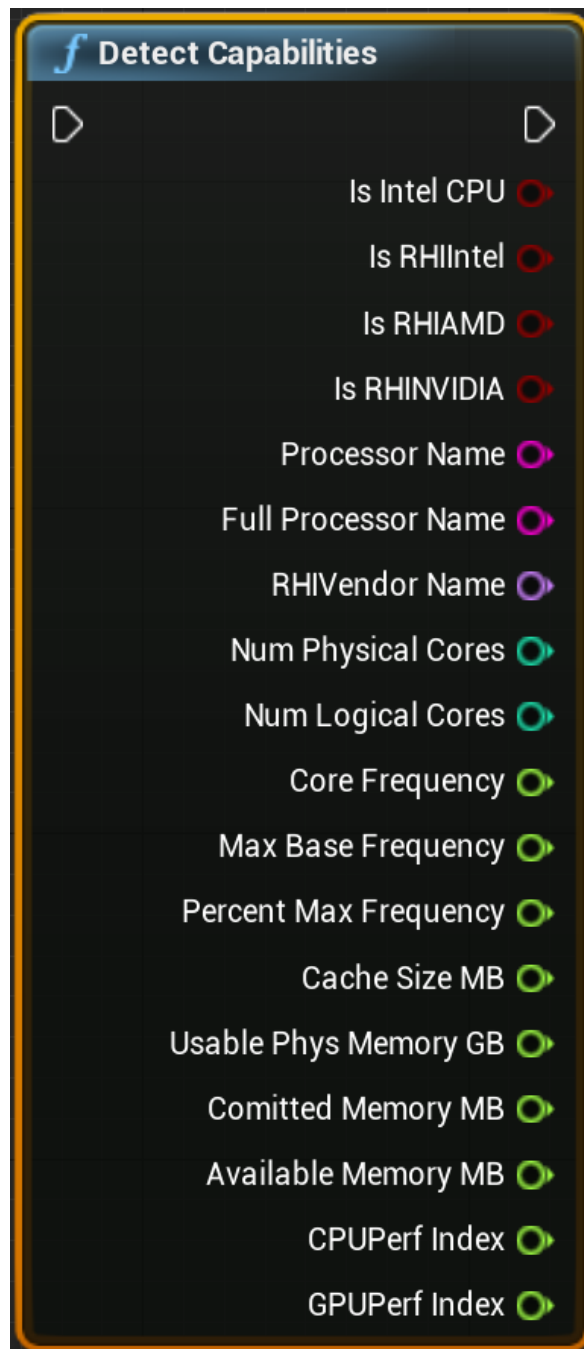 f Detect Capabilities
Is Intel CPU
Is RHIIntel
Is RHIAMD
Is RHINVIDIA
Processor Name
Full Processor Name
RHIVendor Name
Num Physical Cores
Num Logical Cores
Core Frequency
Max Base Frequency
Percent Max Frequency
Cache Size MB
Usable Phys Memory GB
Comitted Memory MB
Available Memory MB
CPUPerf Index
GPUPerf Index